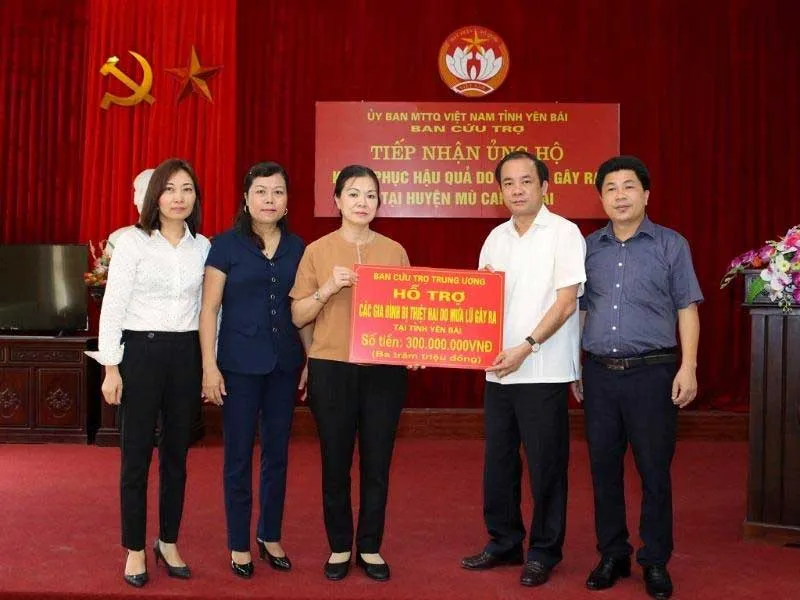 ỦY BAN MTTQ VIỆT NAM TỈNH YÊN BÁI
BAN CỨU TRỢ
TIẾP NHẬN ỦNG HỘ
PHỤC HẬU QUẢ DO GÂY RA
TẠI HUYỆN MÙ
BAN CỨU TRỢ TRUNG ƯƠNG
HỖ TRỢ
CÁC GIA ĐÌNH BỊ THIỆT HẠI DO MƯA LŨ GÂY RA
TẠI TỈNH YÊN BÁI
Số tiền: 300.000.000VNĐ
(Ba trăm triệu đồng)